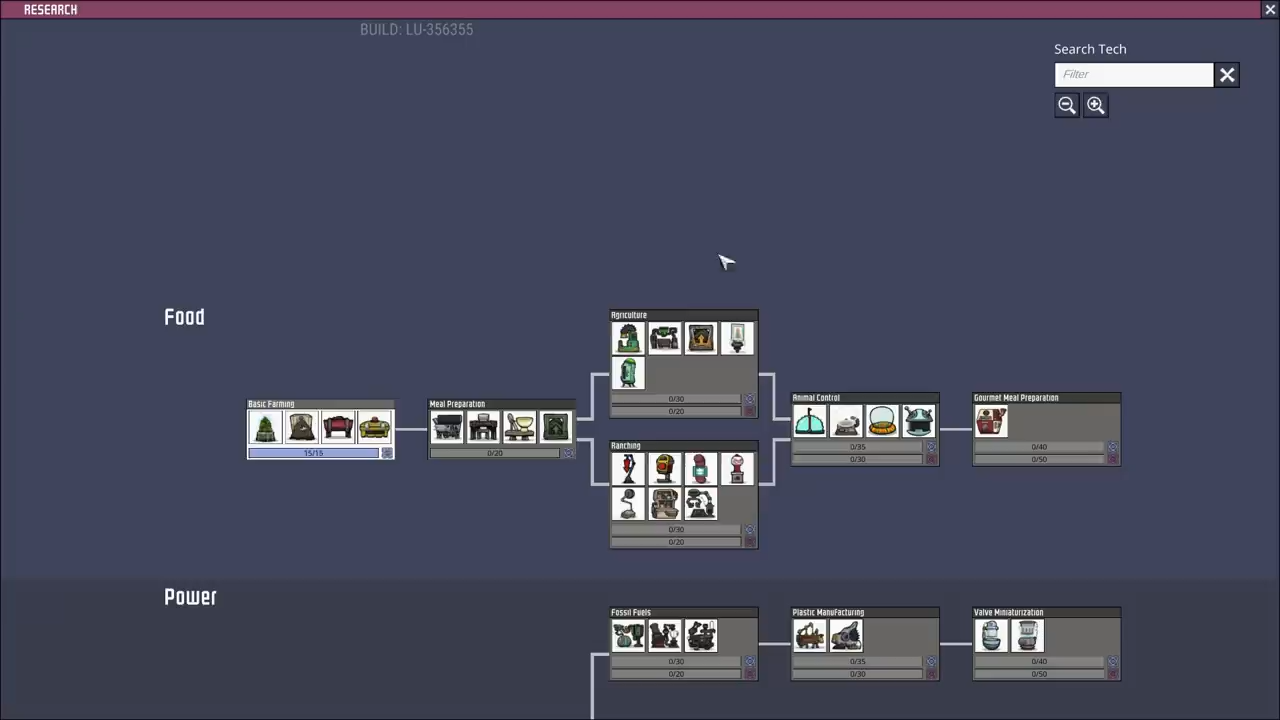 RESEARCH
BUILD: LU-356355
Search Tech
Filter
Food
Agriculture
0/30
0/20
Basic Farming
15/15
Meal Preparation
0/20
Ranching
0/30
0/20
Animal Control
0/35
0/30
Gourmet Meal Preparation
0/40
0/50
Power
Fossil Fuels
0/30
0/20
Plastic Manufacturing
0/35
0/30
Valve Miniaturization
0/40
0/50